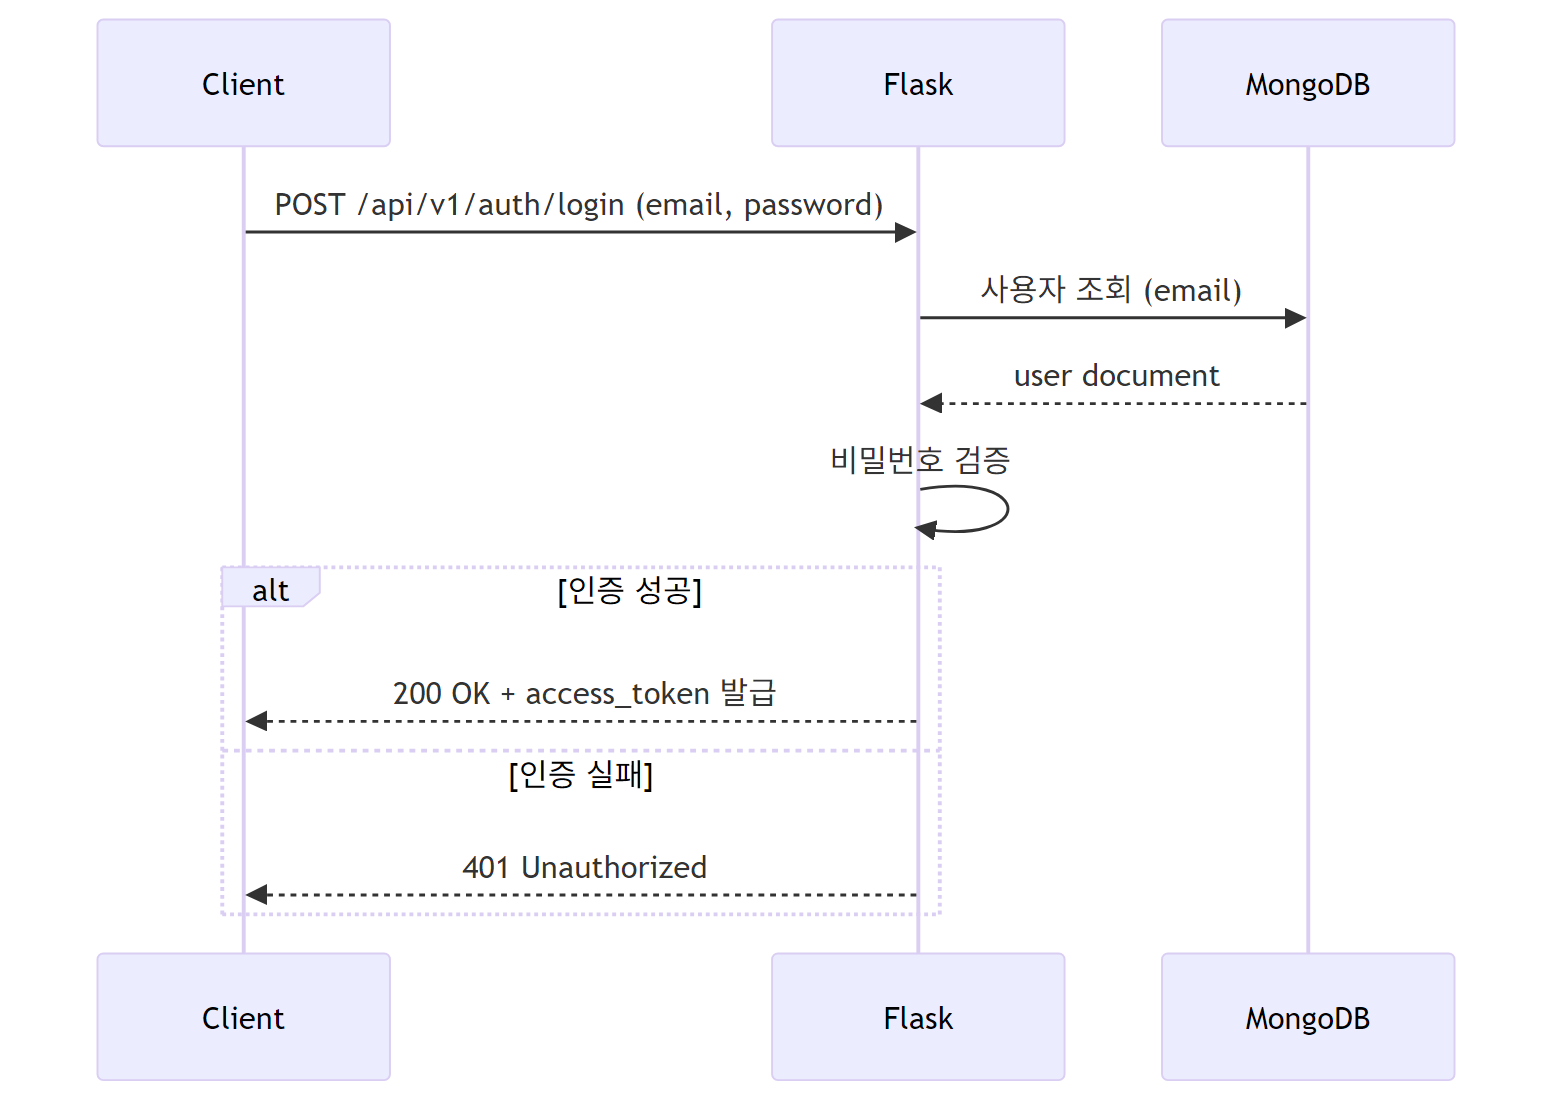 Client
Flask
MongoDB
POST /api/v1/auth/login (email, password)
사용자 조회 (email)
user document
비밀번호 검증
alt
[인증 성공]
200 OK + access_token 발급
[인증 실패]
401 Unauthorized
Client
Flask
MongoDB